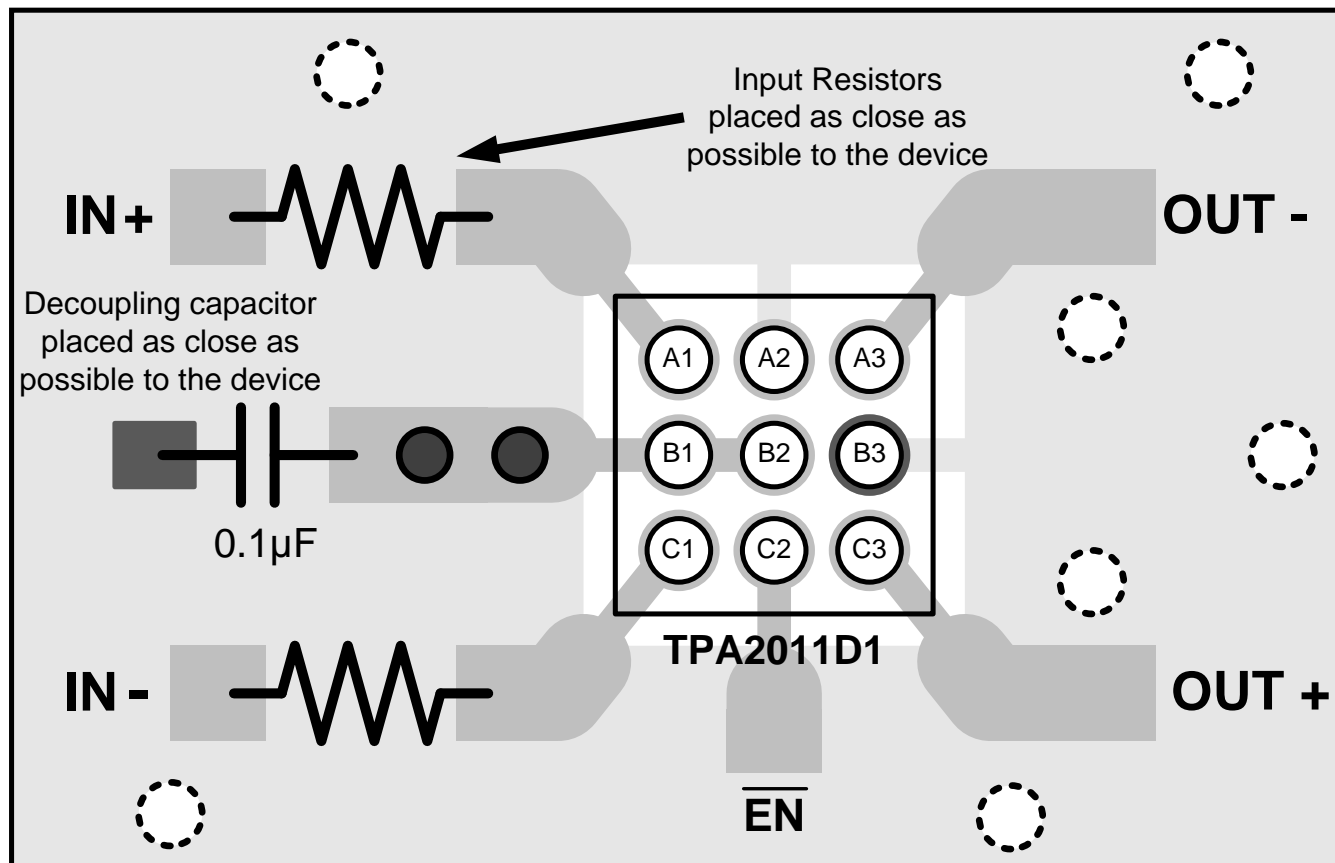 Input Resistors
placed as close as
possible to the device
IN+
OUT -
Decoupling capacitor
placed as close as
possible to the device
A1
A2
A3
B1
B2
B3
0.1µF
C1
C2
C3
TPA2011D1
IN -
OUT +
E̅N̅